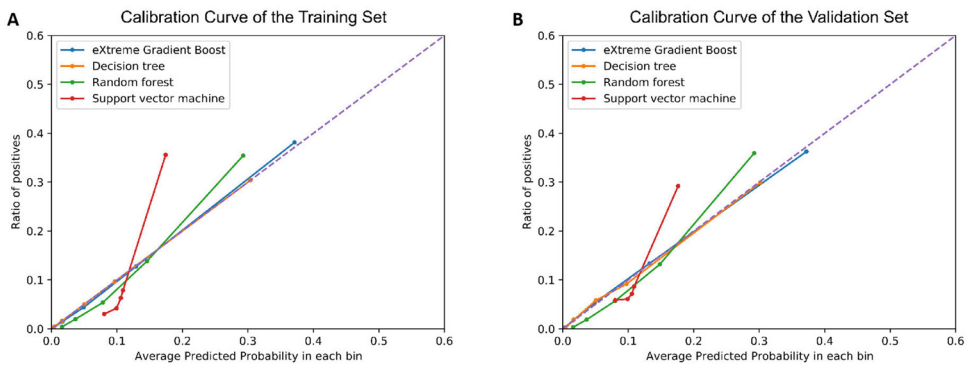 A
Calibration Curve of the Training Set
0.6
0.5
0.4
0.3
0.2
0.1
0.0
Ratio of positives
eXtreme Gradient Boost
Decision tree
Random forest
Support vector machine
0.0 0.1 0.2 0.3 0.4 0.5 0.6
Average Predicted Probability in each bin
B
Calibration Curve of the Validation Set
0.6
0.5
0.4
0.3
0.2
0.1
0.0
Ratio of positives
eXtreme Gradient Boost
Decision tree
Random forest
Support vector machine
0.0 0.1 0.2 0.3 0.4 0.5 0.6
Average Predicted Probability in each bin